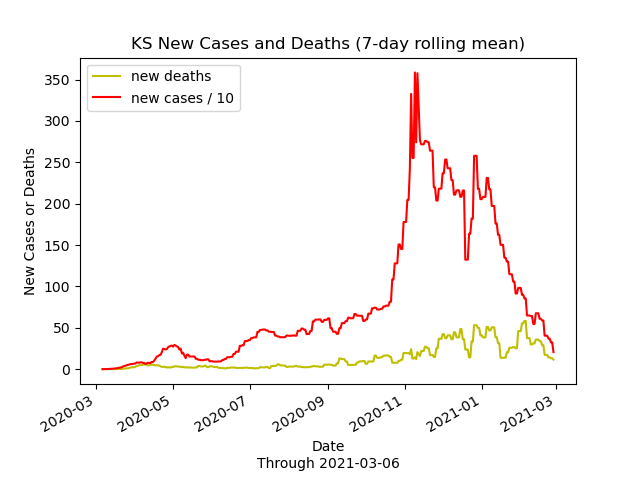 KS New Cases and Deaths (7-day rolling mean)
new deaths
new cases / 10
350
300
250
200
150
100
50
0
New Cases or Deaths
2020-03
2020-05
2020-07
2020-09
2020-11
2021-01
2021-03
Date
Through 2021-03-06